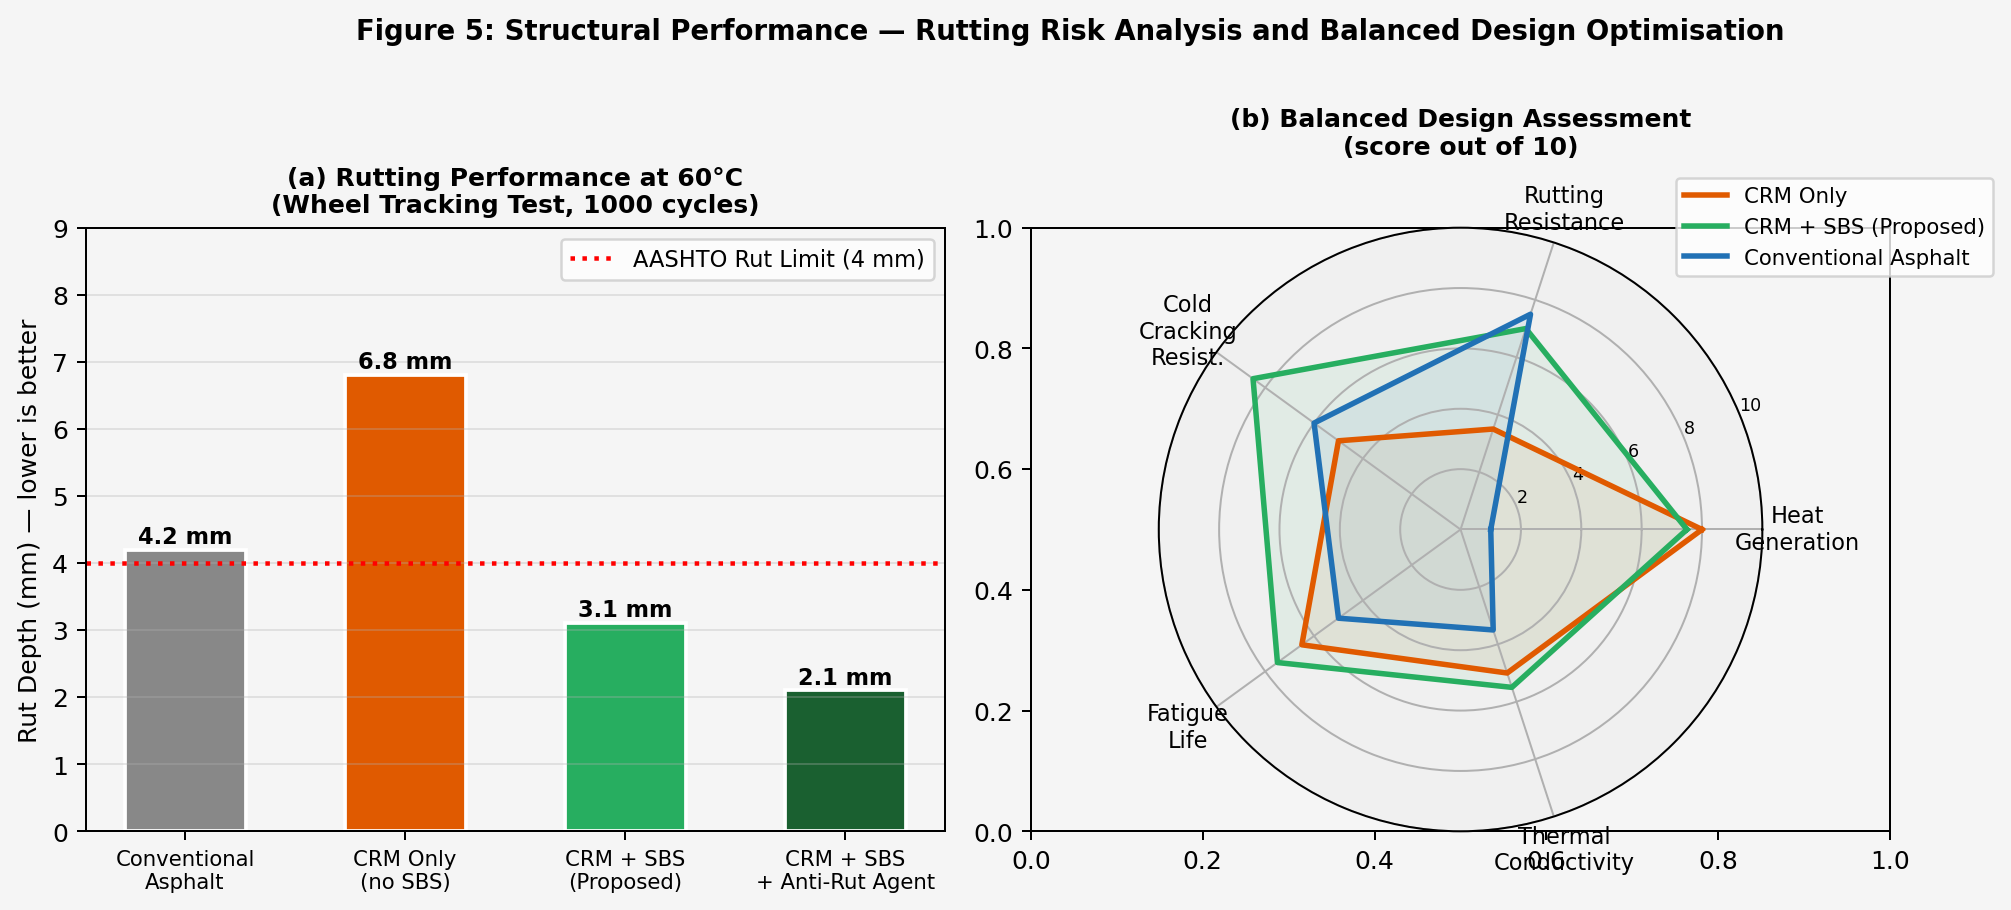 Figure 5: Structural Performance — Rutting Risk Analysis and Balanced Design Optimisation
(a) Rutting Performance at 60°C
(Wheel Tracking Test, 1000 cycles)
Rut Depth (mm) — lower is better
9
8
7
6
5
4
3
2
1
0
AASHTO Rut Limit (4 mm)
4.2 mm
6.8 mm
3.1 mm
2.1 mm
Conventional
Asphalt
CRM Only
(no SBS)
CRM + SBS
(Proposed)
CRM + SBS
+ Anti-Rut Agent
(b) Balanced Design Assessment
(score out of 10)
CRM Only
CRM + SBS (Proposed)
Conventional Asphalt
1.0
0.8
0.6
0.4
0.2
0.0
0.0
0.2
0.4
0.6
0.8
1.0
Rutting
Resistance
Cold
Cracking
Resist.
Heat
Generation
Fatigue
Life
Thermal
Conductivity
2
4
6
8
10